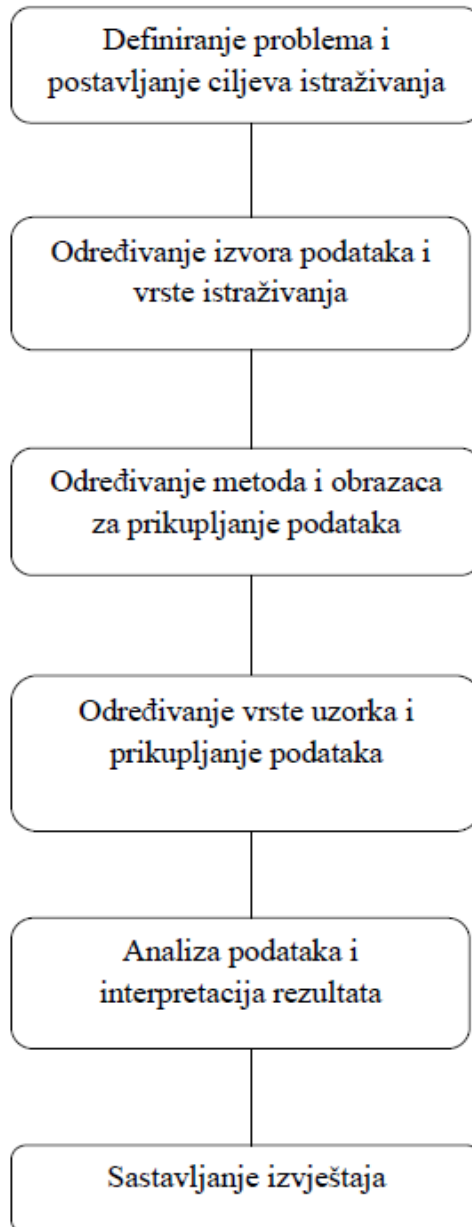 Definiranje problema i
postavljanje ciljeva istraživanja
Određivanje izvora podataka i
vrste istraživanja
Određivanje metoda i obrazaca
za prikupljanje podataka
Određivanje vrste uzorka i
prikupljanje podataka
Analiza podataka i
interpretacija rezultata
Sastavljanje izvještaja